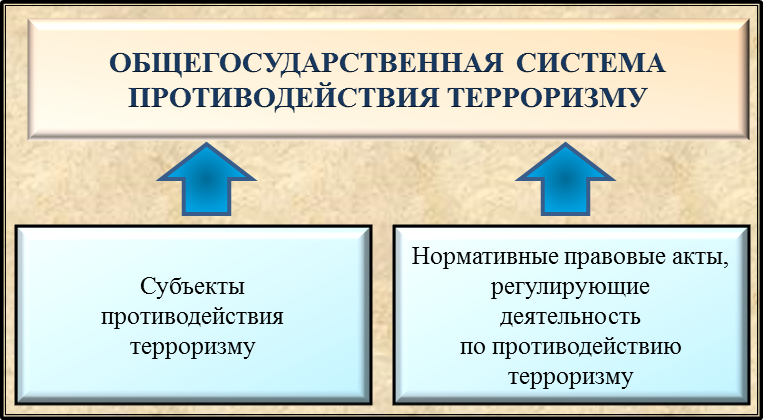 ОБЩЕГОСУДАРСТВЕННАЯ СИСТЕМА
ПРОТИВОДЕЙСТВИЯ ТЕРРОРИЗМУ
Субъекты
противодействия
терроризму
Нормативные правовые акты,
регулирующие
деятельность
по противодействию
терроризму